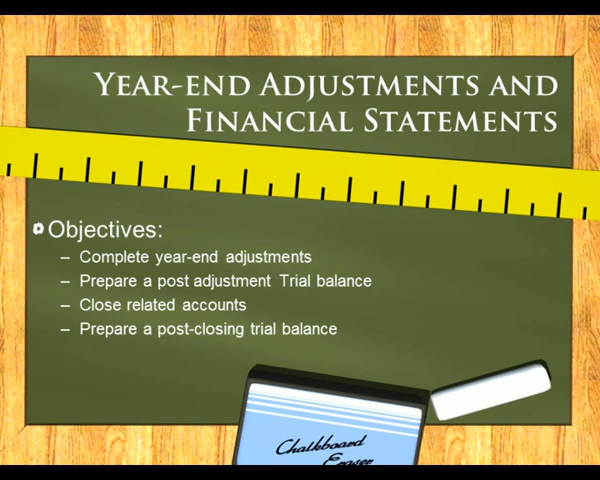 Year-end Adjustments and
Financial Statements
Objectives:
– Complete year-end adjustments
– Prepare a post adjustment Trial balance
– Close related accounts
– Prepare a post-closing trial balance
Chalkboard
Eraser